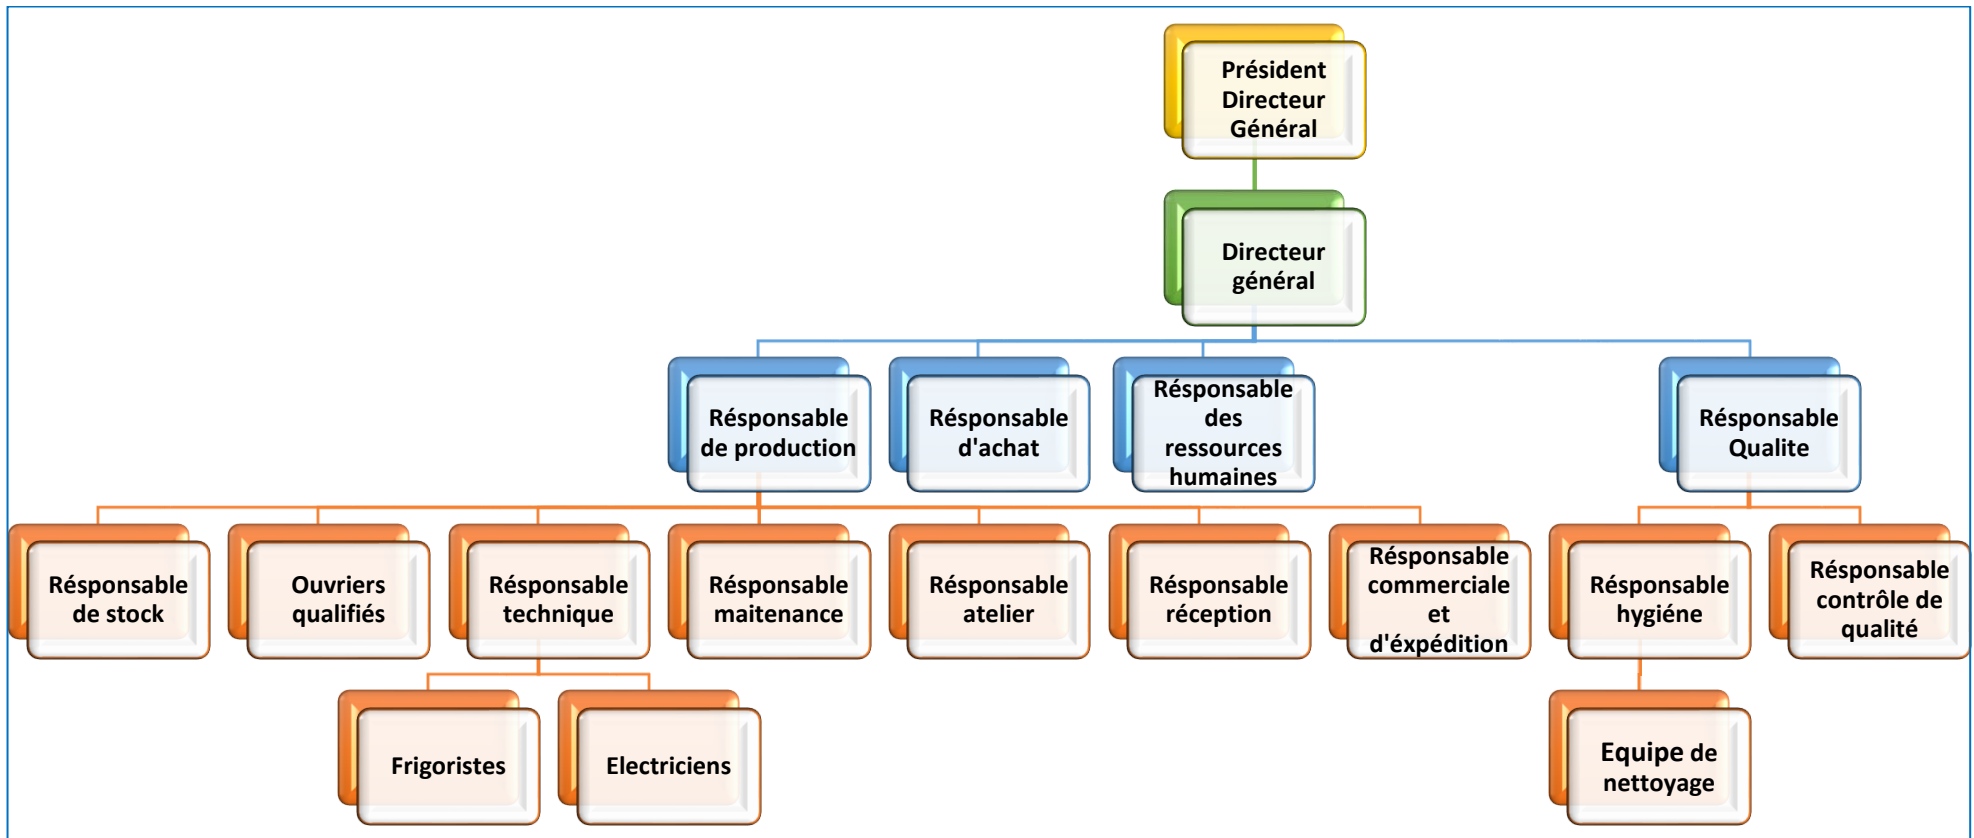 Président
Directeur
Général
Directeur
général
Résponsable
de production
Résponsable
d'achat
Résponsable
des
ressources
humaines
Résponsable
Qualite
Résponsable
de stock
Ouvriers
qualifiés
Résponsable
technique
Résponsable
maitenance
Résponsable
atelier
Résponsable
réception
Résponsable
commerciale
et
d'éxpédition
Résponsable
hygiéne
Résponsable
contrôle de
qualité
Frigoristes
Electriciens
Equipe de
nettoyage